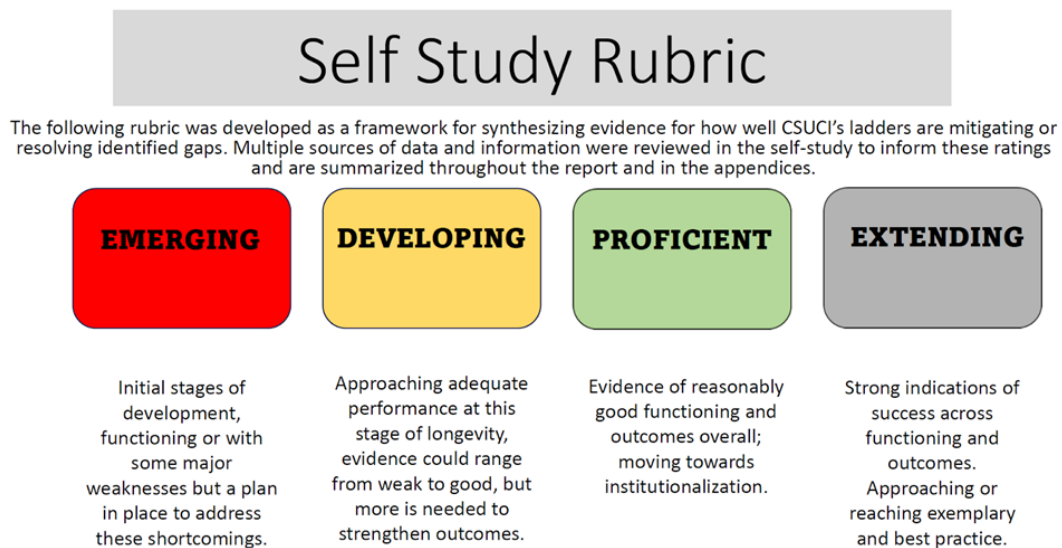 Self Study Rubric
The following rubric was developed as a framework for synthesizing evidence for how well CSUCI's ladders are mitigating or
resolving identified gaps. Multiple sources of data and information were reviewed in the self-study to inform these ratings
and are summarized throughout the report and in the appendices.
EMERGING
Initial stages of
development,
functioning or with
some major
weaknesses but a plan
in place to address
these shortcomings.
DEVELOPING
Approaching adequate
performance at this
stage of longevity,
evidence could range
from weak to good, but
more is needed to
strengthen outcomes.
PROFICIENT
Evidence of reasonably
good functioning and
outcomes overall;
moving towards
institutionalization.
EXTENDING
Strong indications of
success across
functioning and
outcomes.
Approaching or
reaching exemplary
and best practice.